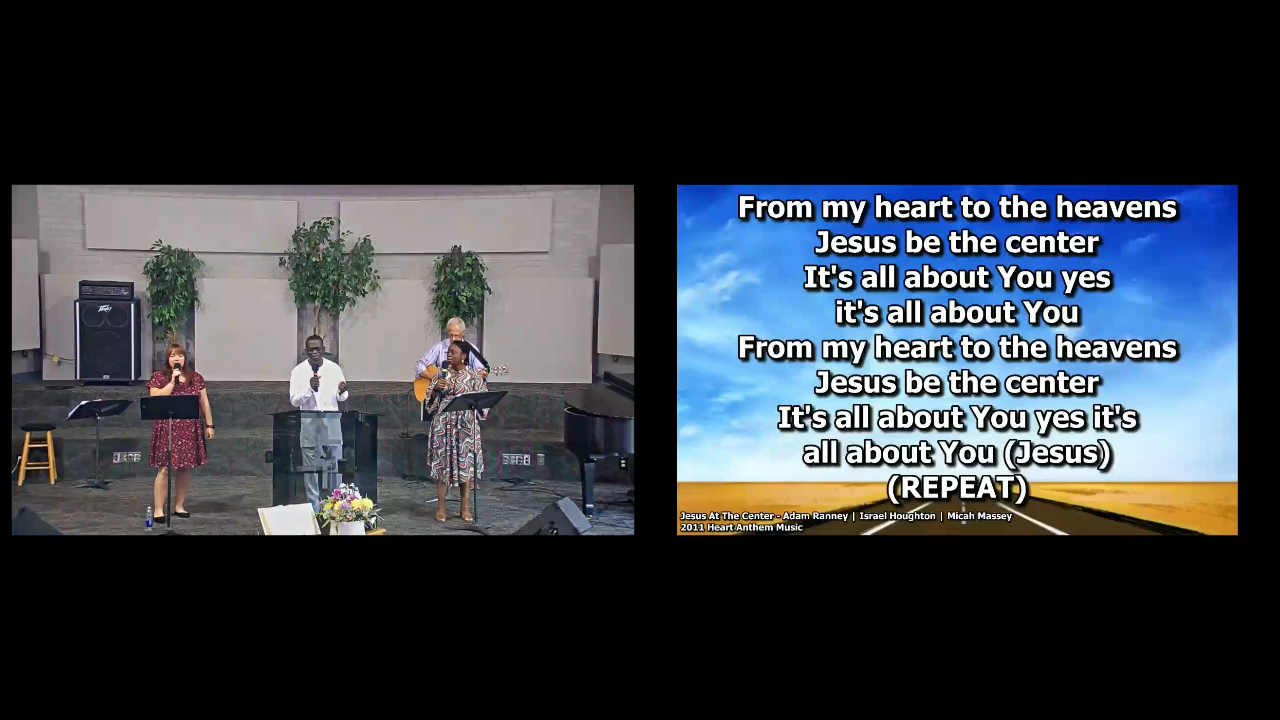 PEAVEY
From my heart to the heavens
Jesus be the center
It's all about You yes
it's all about You
From my heart to the heavens
Jesus be the center
It's all about You yes it's
all about You (Jesus)
(REPEAT)
Jesus At The Center - Adam Ranney | Israel Houghton | Micah Massey
2011 Heart Anthem Music